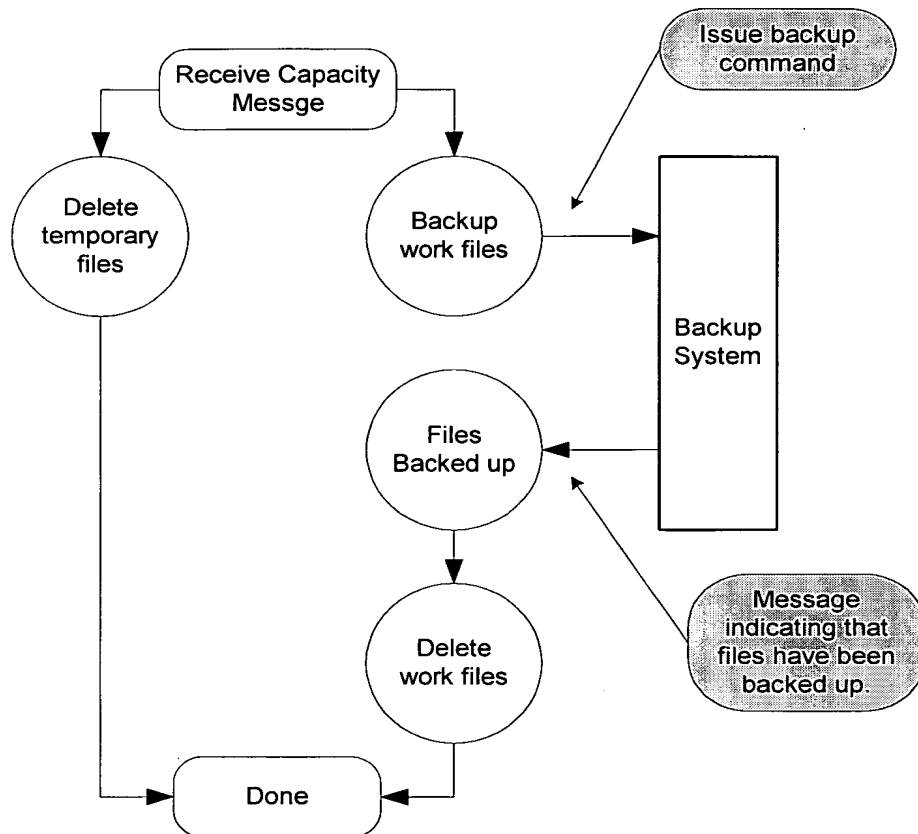 Issue backup
command
Receive Capacity
Messge
Delete
temporary
files
Backup
work files
Backup
System
Files
Backed up
Message
indicating that
files have been
backed up.
Delete
work files
Done